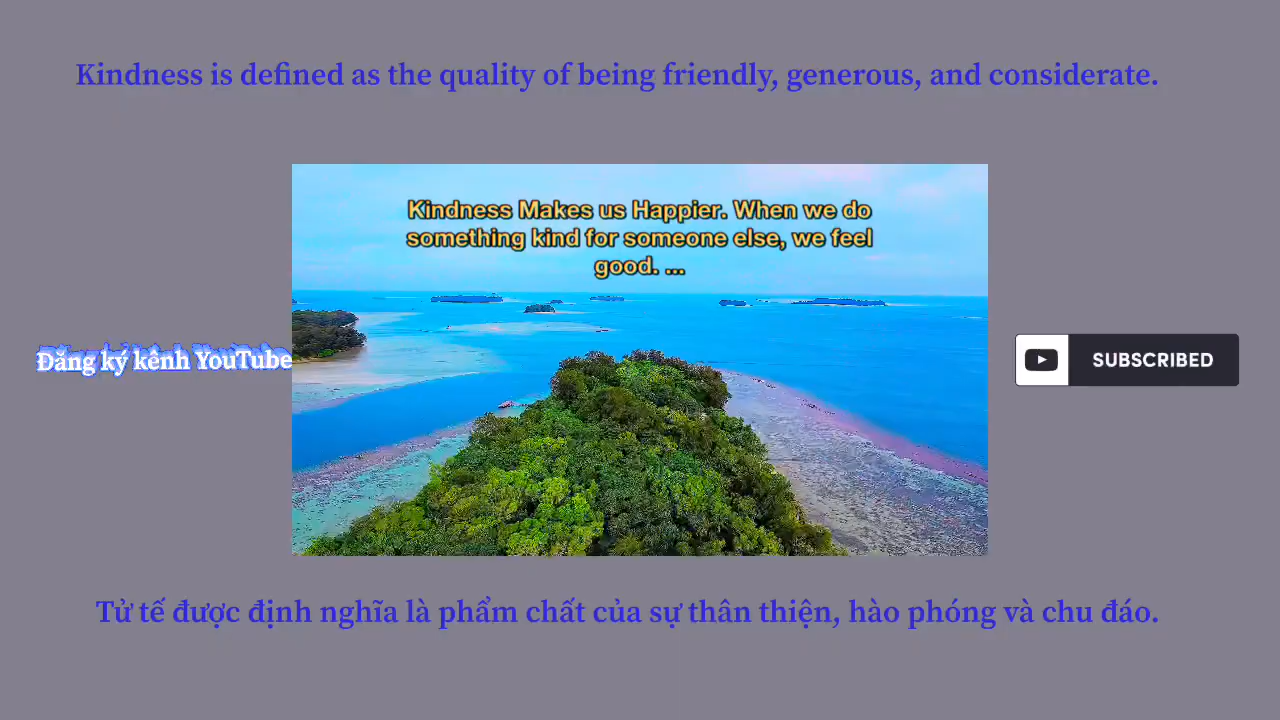 Kindness is defined as the quality of being friendly, generous, and considerate.
Kindness Makes us Happier. When we do
something kind for someone else, we feel
good. ...
Đăng ký kênh YouTube
SUBSCRIBED
Tử tế được định nghĩa là phẩm chất của sự thân thiện, hào phóng và chu đáo.